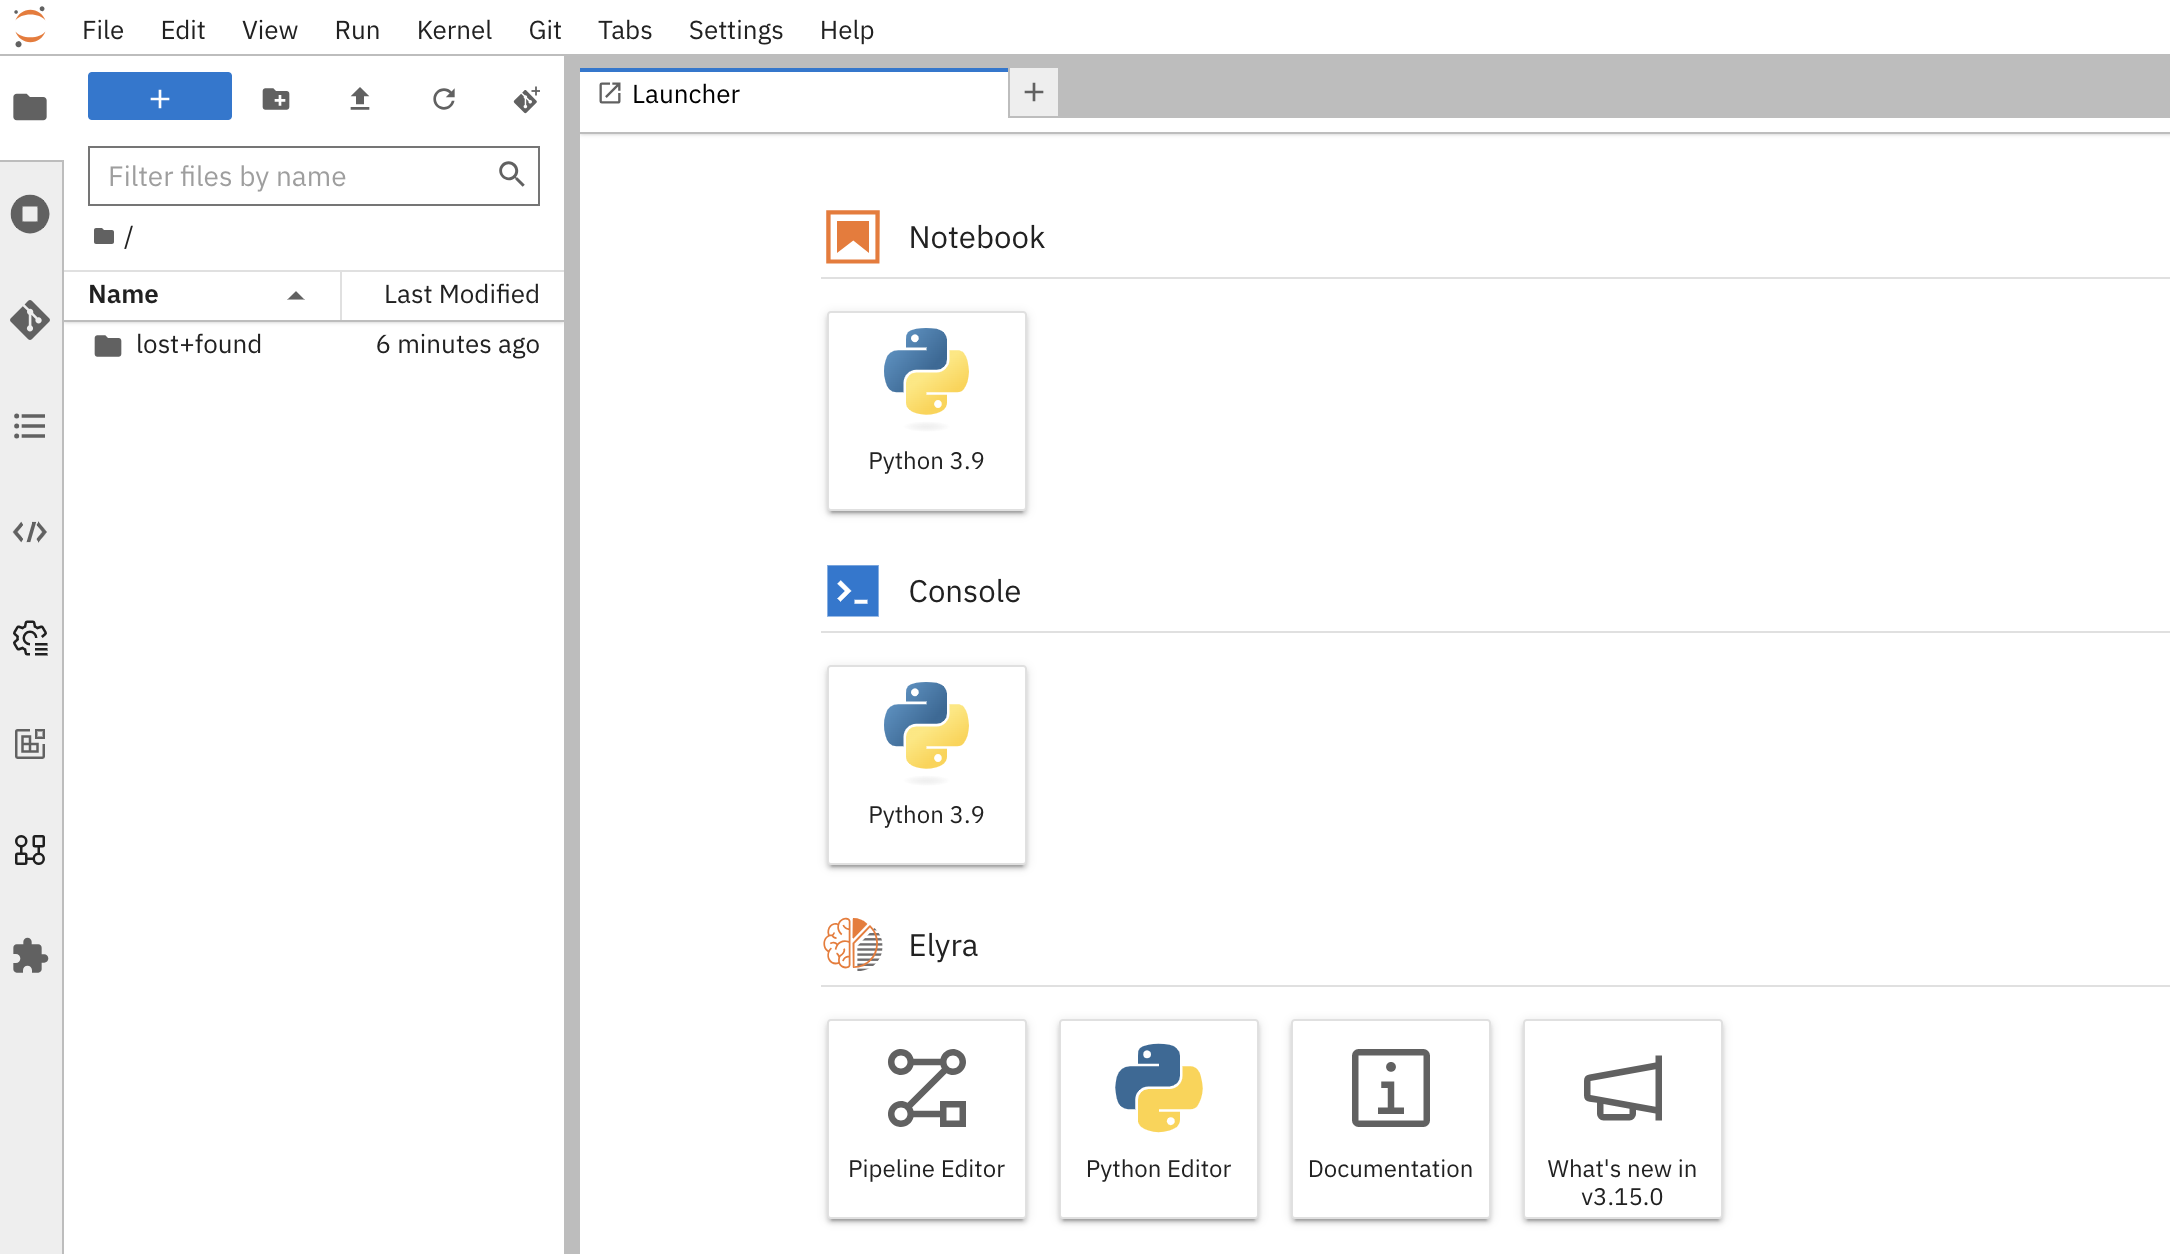 File Edit View Run Kernel Git Tabs Settings Help
Launcher
Filter files by name
/
Name Last Modified
lost+found 6 minutes ago
Notebook
Python 3.9
Console
Python 3.9
Elyra
Pipeline Editor
Python Editor
Documentation
What's new in
v3.15.0